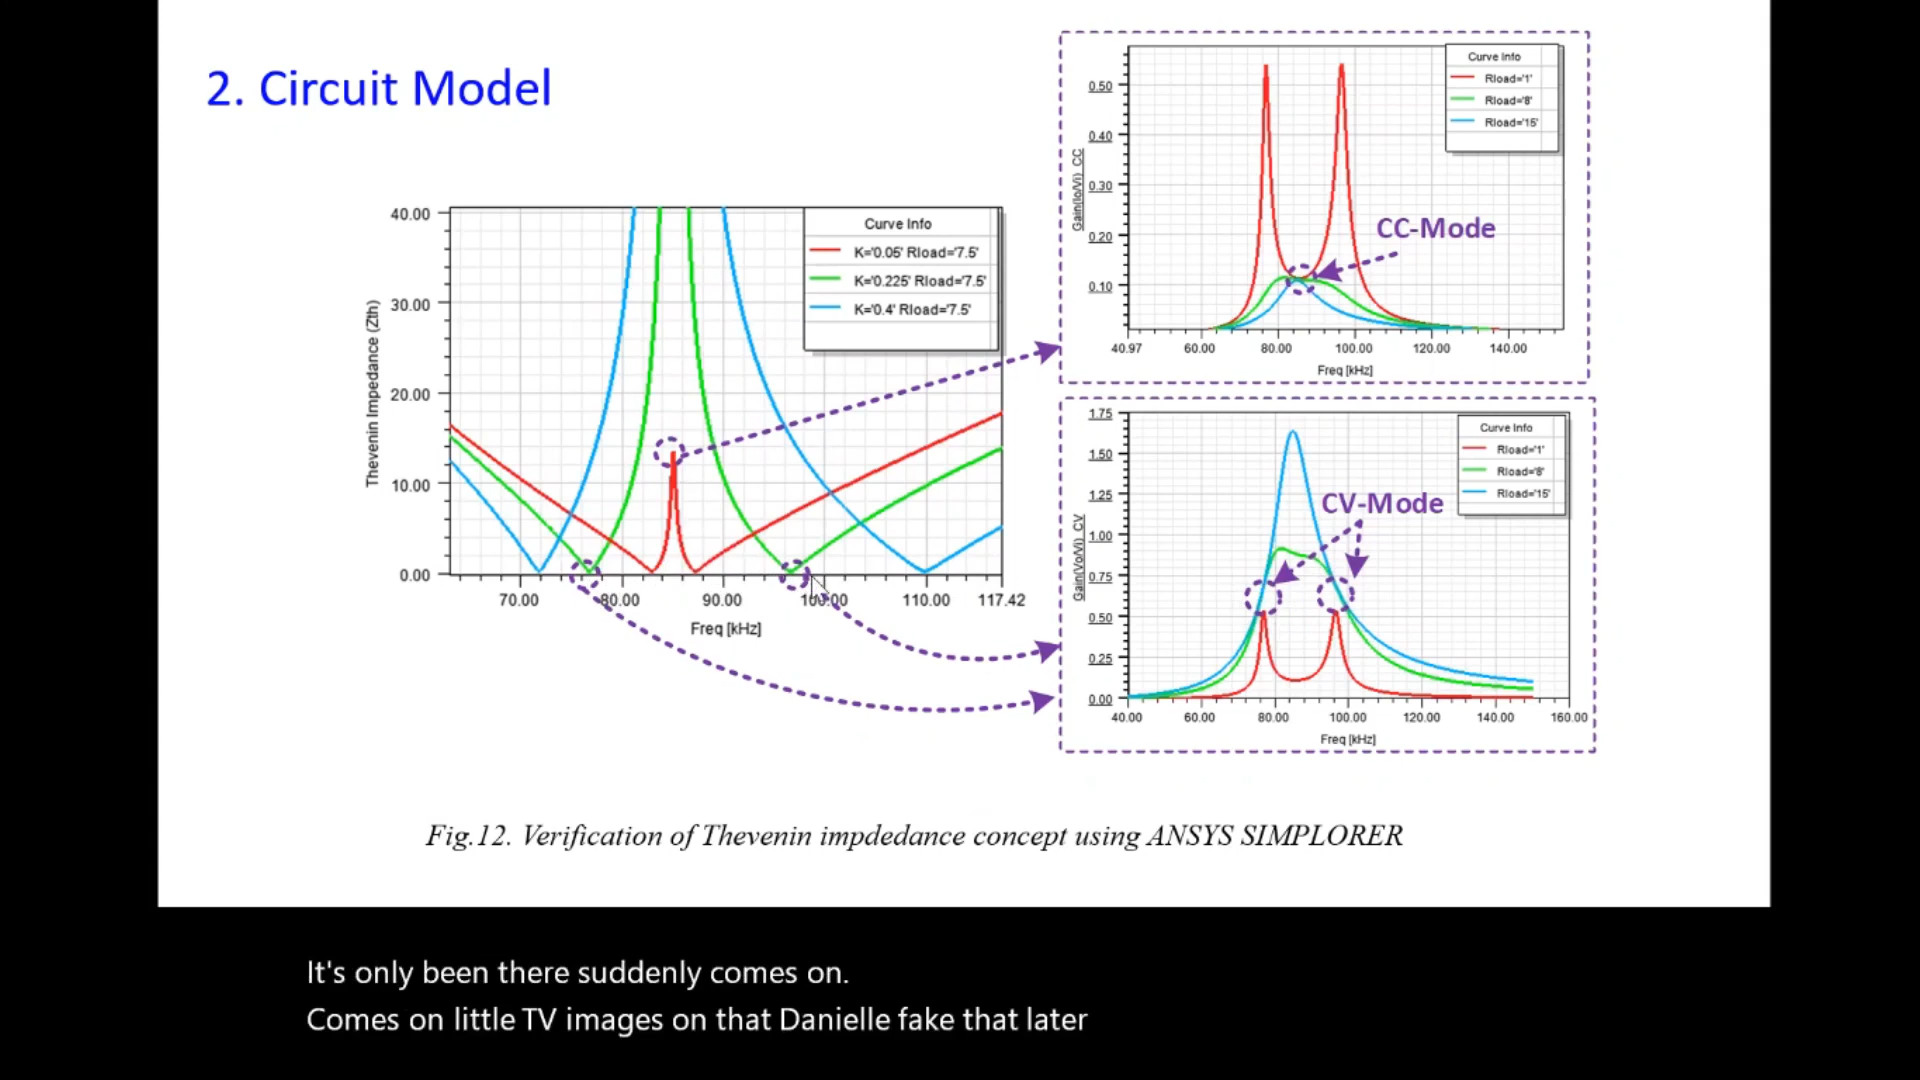 2. Circuit Model
40.00
30.00
20.00
10.00
0.00
Thevenin Impedance (Zth)
Curve Info
K='0.05' Rload='7.5'
K='0.225' Rload='7.5'
K='0.4' Rload='7.5'
70.00 80.00 90.00 100.00 110.00 117.42
Freq [kHz]
0.50
0.40
0.30
0.20
0.10
Gain(Io/Vi)_CC
Curve Info
Rload='1'
Rload='8'
Rload='15'
CC-Mode
40.97 60.00 80.00 100.00 120.00 140.00
Freq [kHz]
1.75
1.50
1.25
1.00
0.75
0.50
0.25
0.00
Gain(Vo/Vi)_CV
Curve Info
Rload='1'
Rload='8'
Rload='15'
CV-Mode
40.00 60.00 80.00 100.00 120.00 140.00 160.00
Freq [kHz]
Fig.12. Verification of Thevenin impdedance concept using ANSYS SIMPLORER
It's only been there suddenly comes on.
Comes on little TV images on that Danielle fake that later